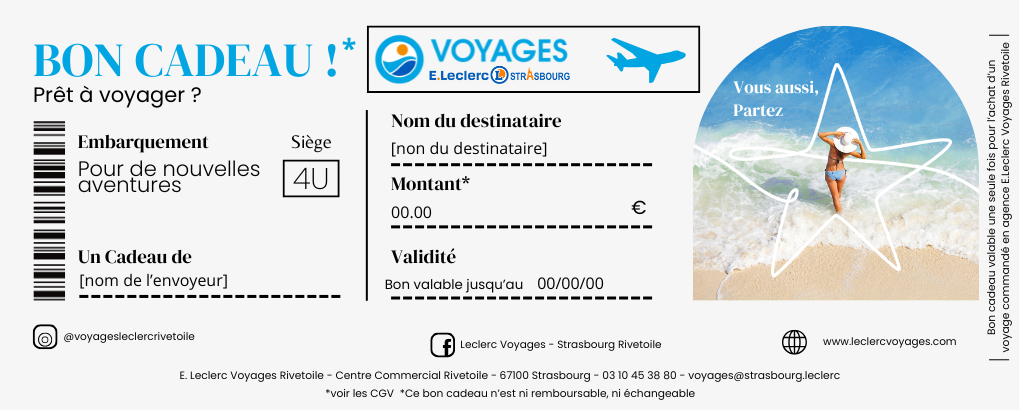 BON CADEAU !*
Prêt à voyager ?
VOYAGES
E.Leclerc L STRASBOURG
Embarquement
Siège
Pour de nouvelles
aventures
4U
Un Cadeau de
[nom de l'envoyeur]
Nom du destinataire
[non du destinataire]
Montant*
00.00 €
Validité
Bon valable jusqu'au 00/00/00
Vous aussi,
Partez
Bon cadeau valable une seule fois pour l'achat d'un
voyage commandé en agence E.Leclerc Voyages Rivetoile
@voyagesleclercrivetoile
Leclerc Voyages - Strasbourg Rivetoile
www.leclercvoyages.com
E. Leclerc Voyages Rivetoile - Centre Commercial Rivetoile - 67100 Strasbourg - 03 10 45 38 80 - voyages@strasbourg.leclerc
*voir les CGV *Ce bon cadeau n'est ni remboursable, ni échangeable